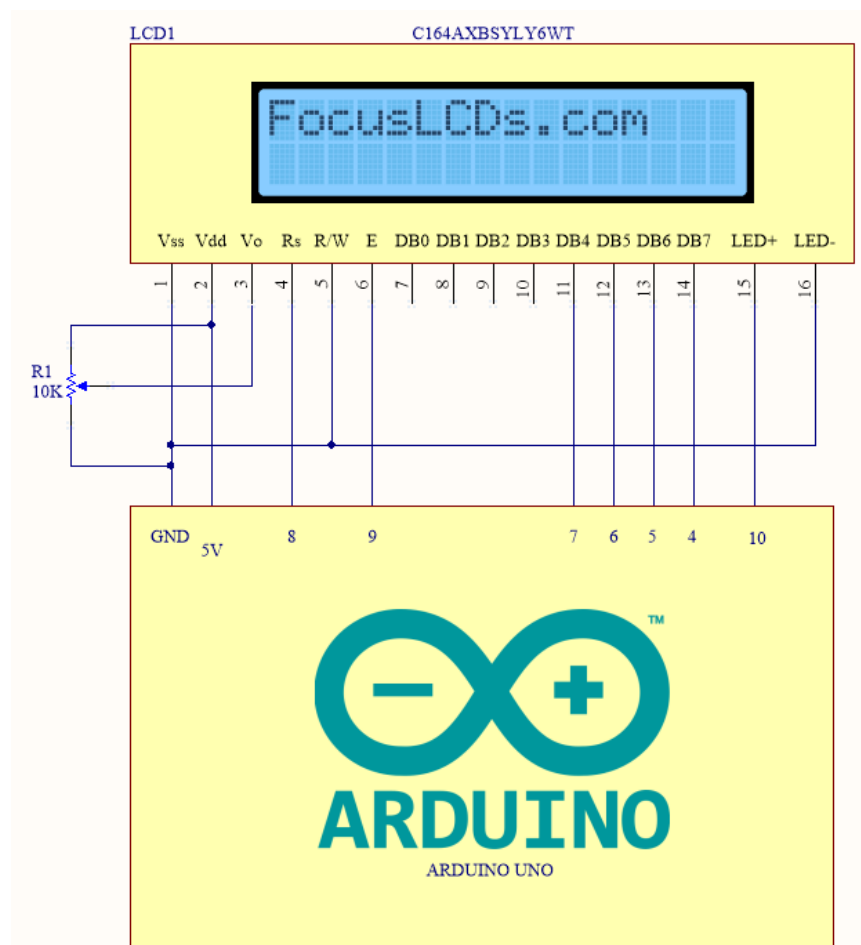 LCD1 C164AXBSYLY6WT
FocusLCDs.com
Vss Vdd Vo Rs R/W E DB0 DB1 DB2 DB3 DB4 DB5 DB6 DB7 LED+ LED-
1 2 3 4 5 6 7 8 9 10 11 12 13 14 15 16
R1
10K
GND 5V 8 9 7 6 5 4 10
TM
ARDUINO
ARDUINO UNO